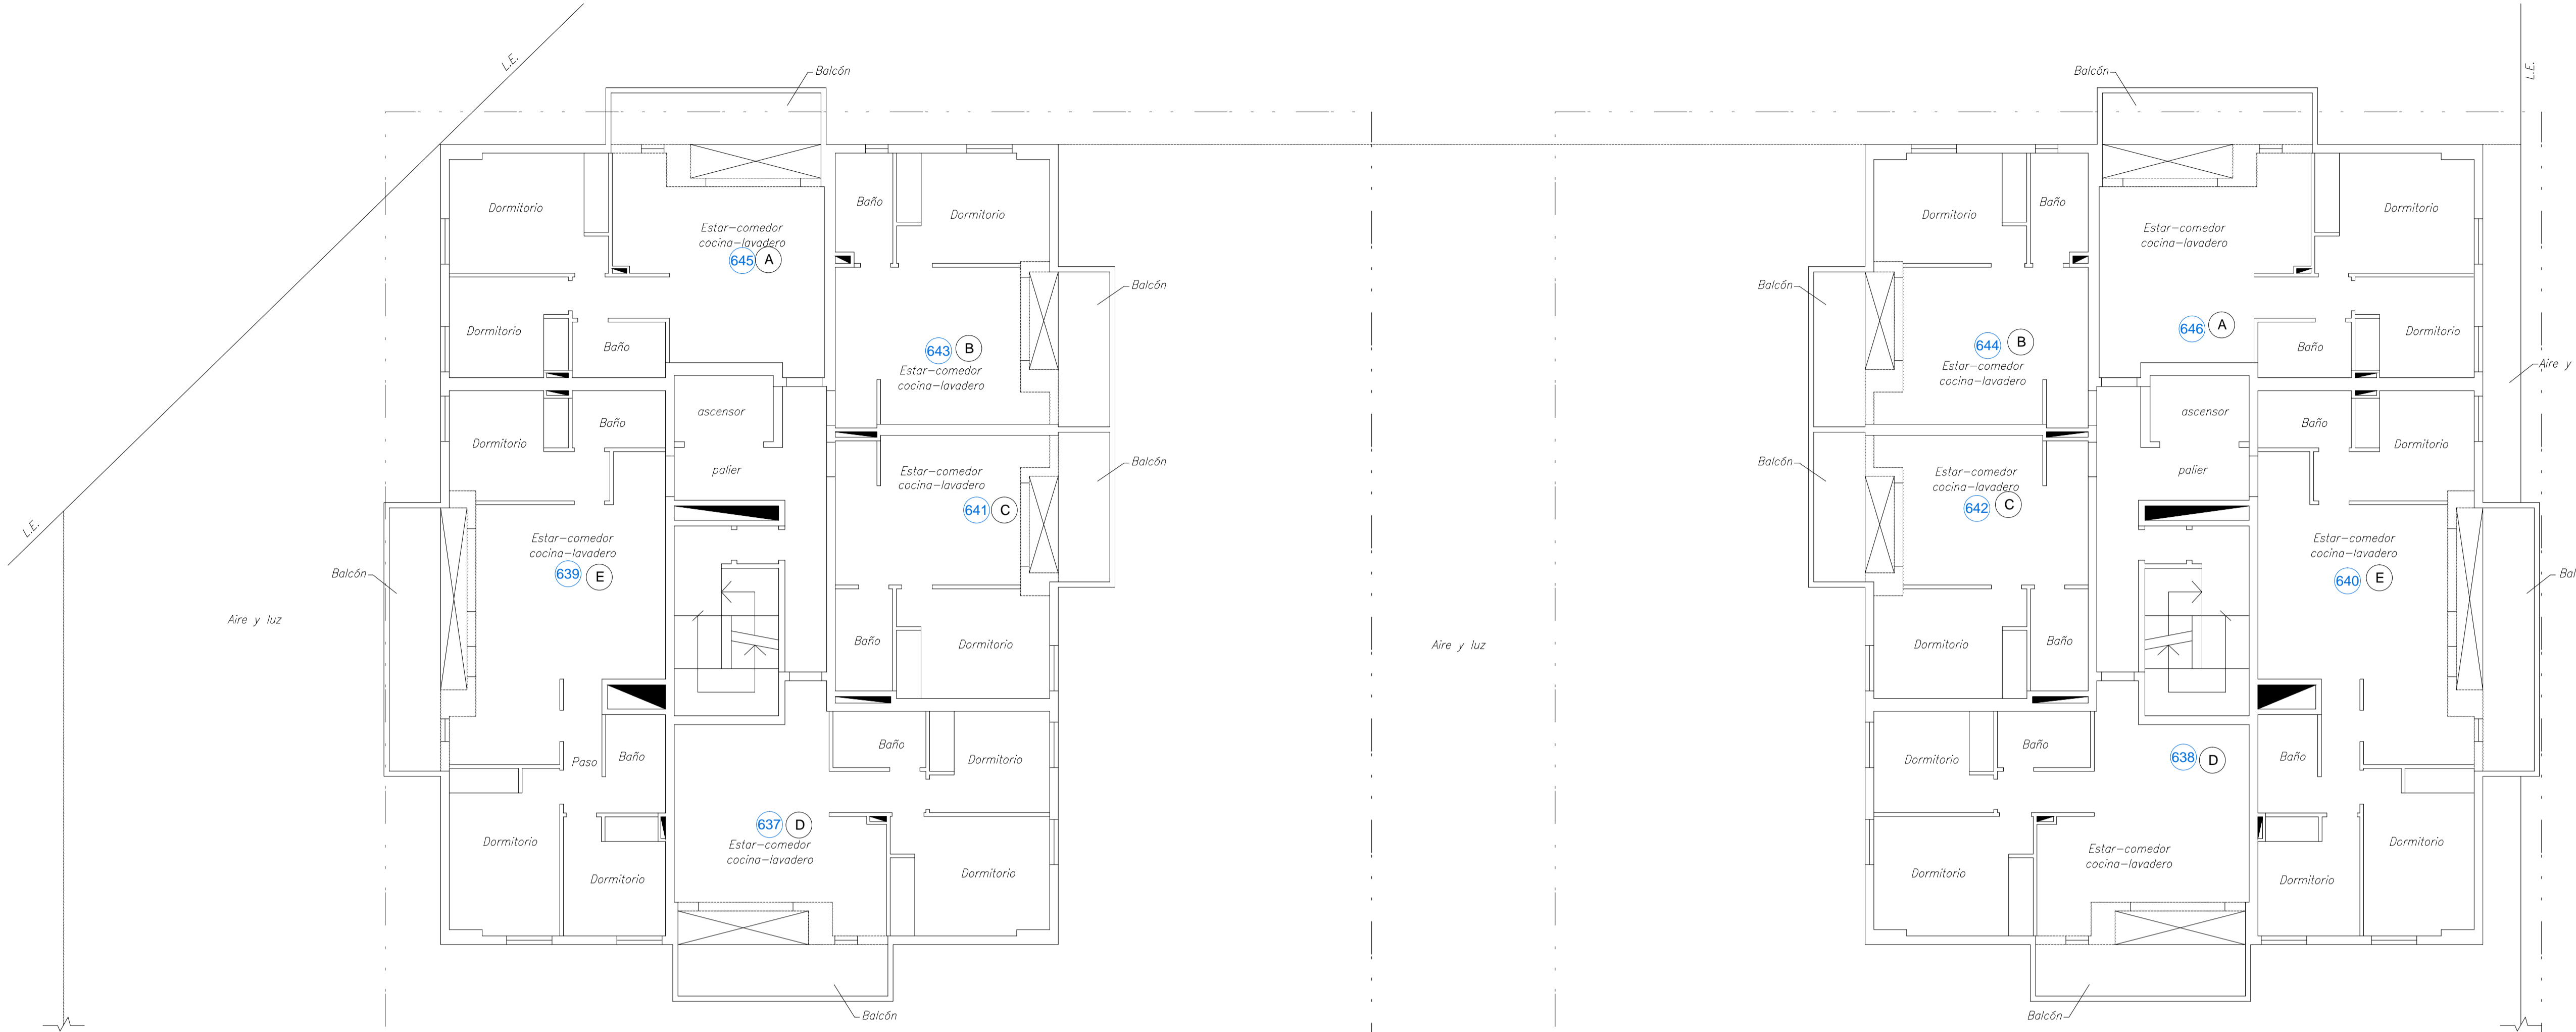 L.E.
Balcón
Balcón
L.E.
Dormitorio
Baño
Dormitorio
Estar-comedor
cocina-lavadero
645 A
Dormitorio
Baño
Balcón
643 B
Estar-comedor
cocina-lavadero
Dormitorio
Baño
ascensor
palier
Balcón
Estar-comedor
cocina-lavadero
641 C
L.E.
Estar-comedor
cocina-lavadero
639 E
Balcón
Aire y luz
Baño
Dormitorio
Paso
Baño
Baño
Dormitorio
637 D
Estar-comedor
cocina-lavadero
Dormitorio
Dormitorio
Dormitorio
Balcón
Aire y luz
Dormitorio
Baño
Estar-comedor
cocina-lavadero
Dormitorio
Balcón
644 B
Estar-comedor
cocina-lavadero
646 A
Baño
Dormitorio
Aire y
ascensor
palier
Baño
Dormitorio
Balcón
Estar-comedor
cocina-lavadero
642 C
Estar-comedor
cocina-lavadero
640 E
Bal
Dormitorio
Baño
Dormitorio
Baño
638 D
Baño
Estar-comedor
cocina-lavadero
Dormitorio
Dormitorio
Dormitorio
Balcón